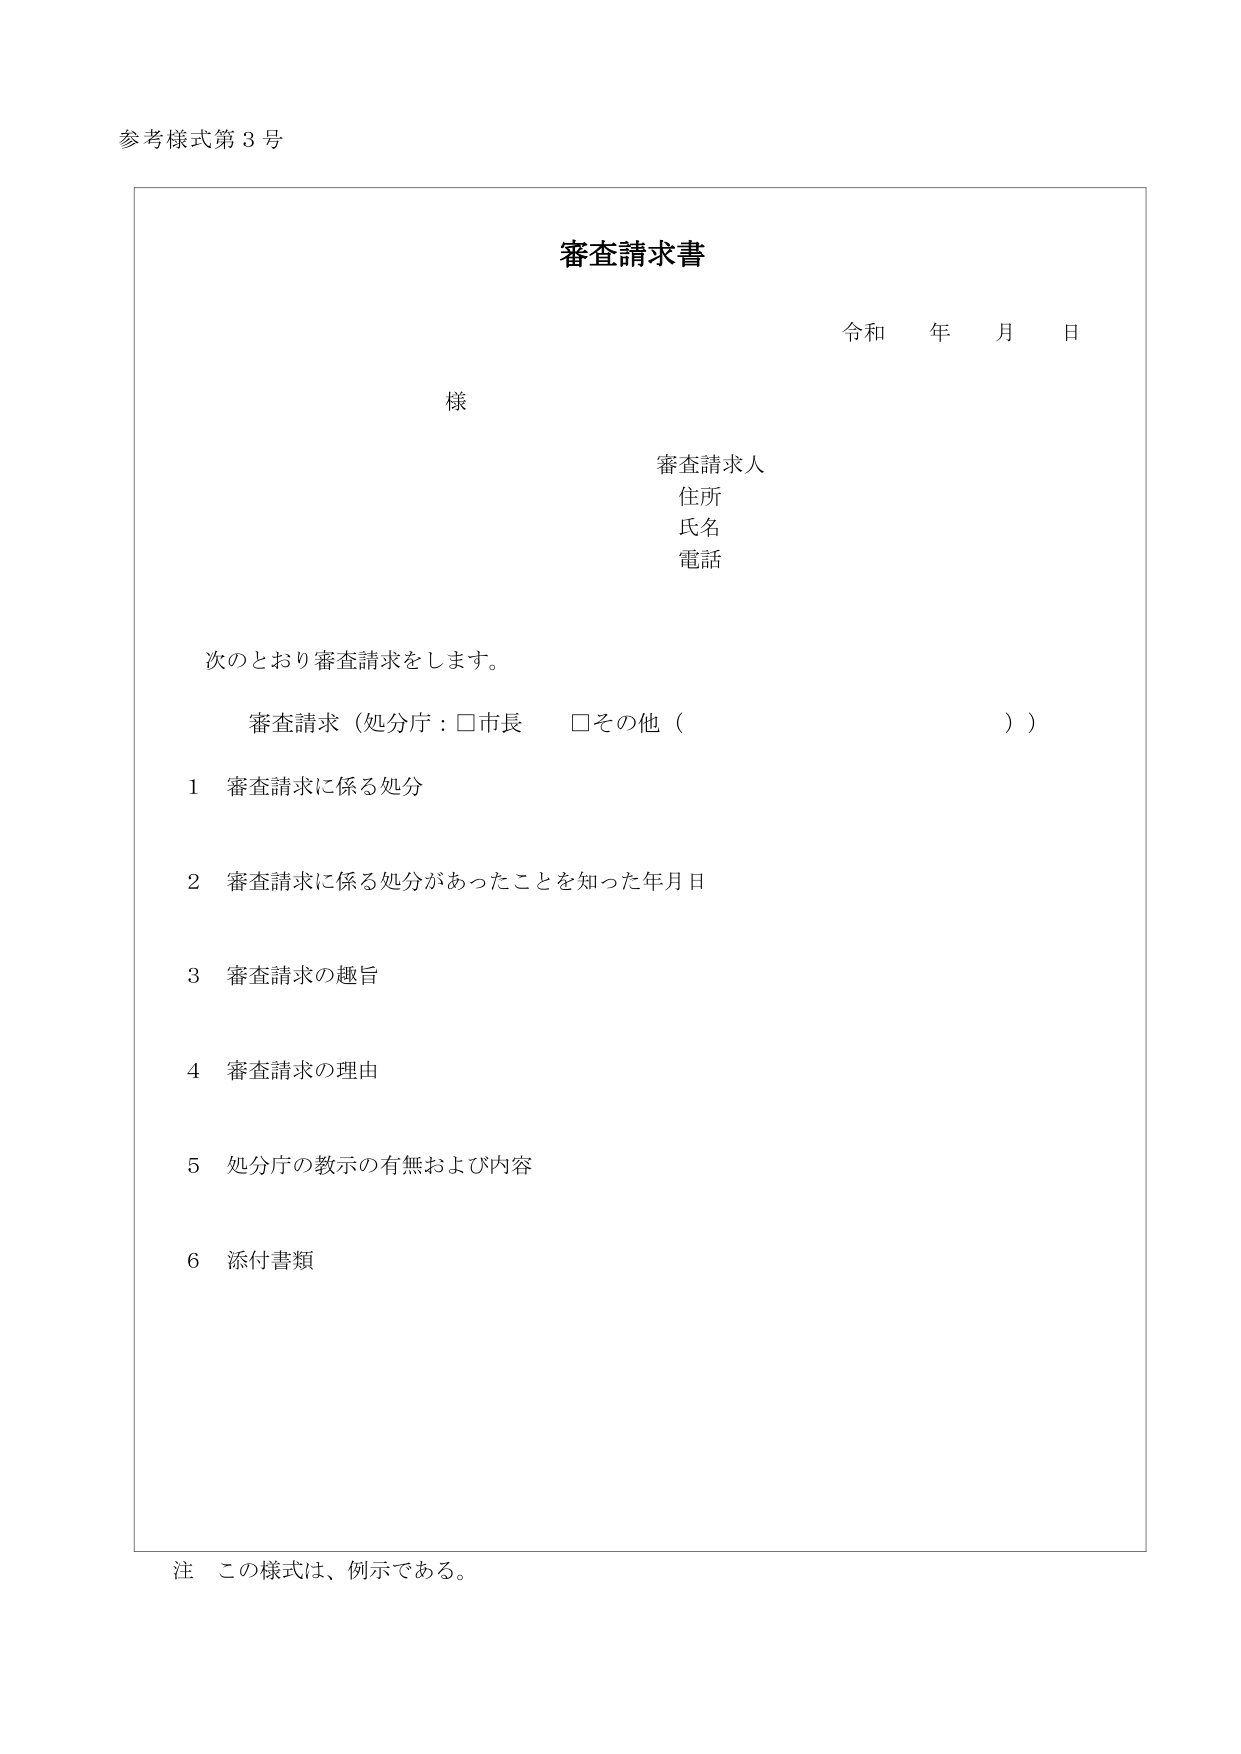 参考様式第３号
審査請求書
令和　　年　　月　　日
様
審査請求人
住所
氏名
電話
次のとおり審査請求をします。
審査請求（処分庁：□市長　　□その他（　　　　　　　　　　　　　　））
１　審査請求に係る処分
２　審査請求に係る処分があったことを知った年月日
３　審査請求の趣旨
４　審査請求の理由
５　処分庁の教示の有無および内容
６　添付書類
注　この様式は、例示である。